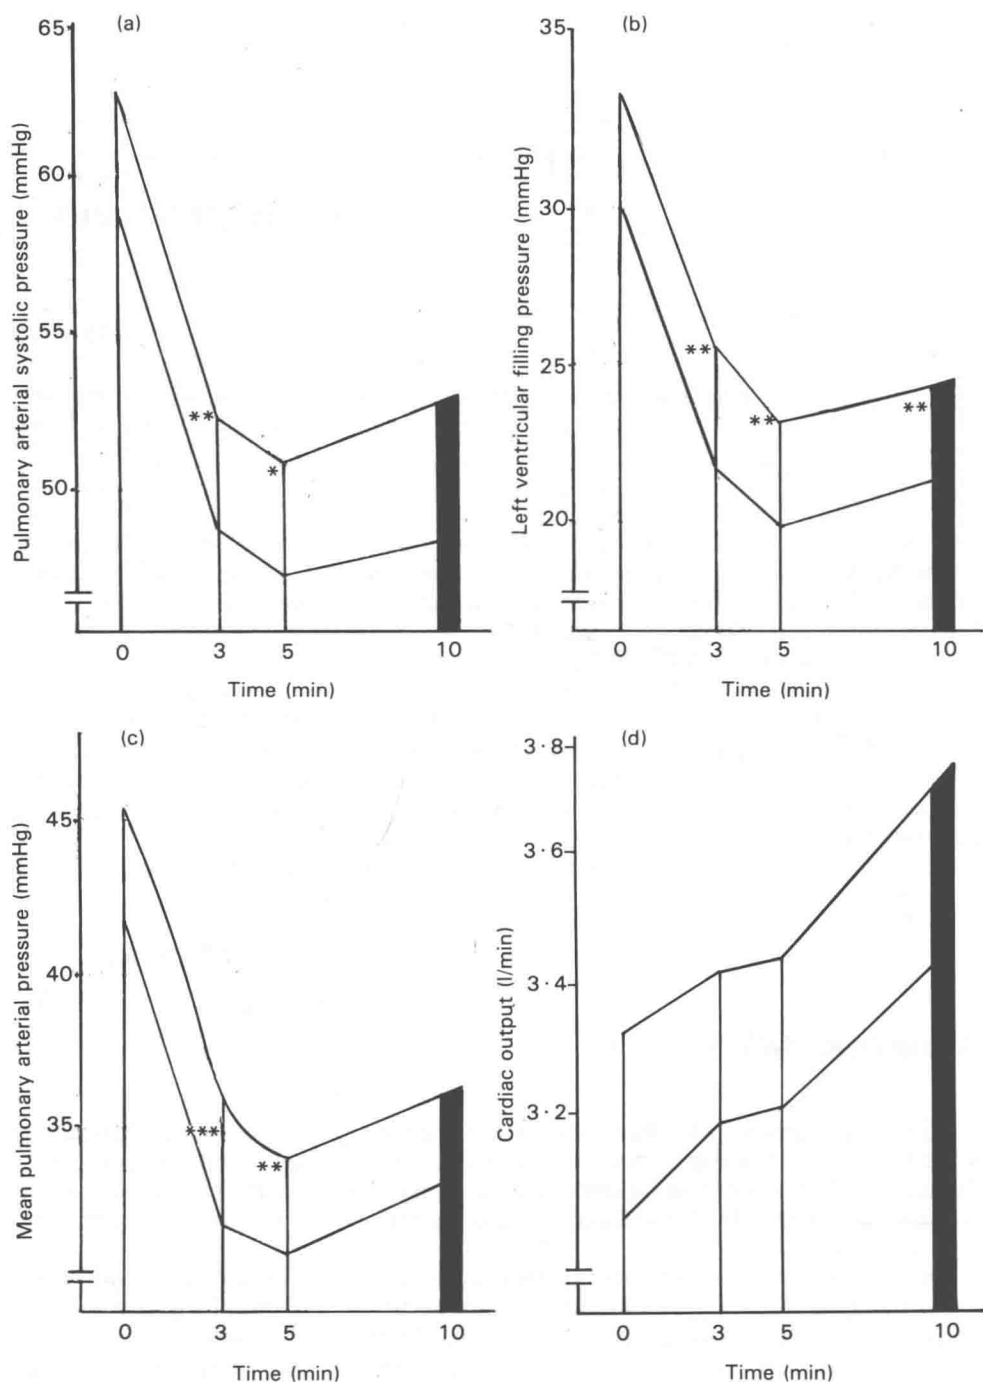 (a)
Pulmonary arterial systolic pressure (mmHg)
65
60
55
50
**
*
0 3 5 10
Time (min)
(b)
Left ventricular filling pressure (mmHg)
35
30
25
20
**
**
**
0 3 5 10
Time (min)
(c)
Mean pulmonary arterial pressure (mmHg)
45
40
35
***
**
0 3 5 10
Time (min)
(d)
Cardiac output (l/min)
3·8
3·6
3·4
3·2
0 3 5 10
Time (min)